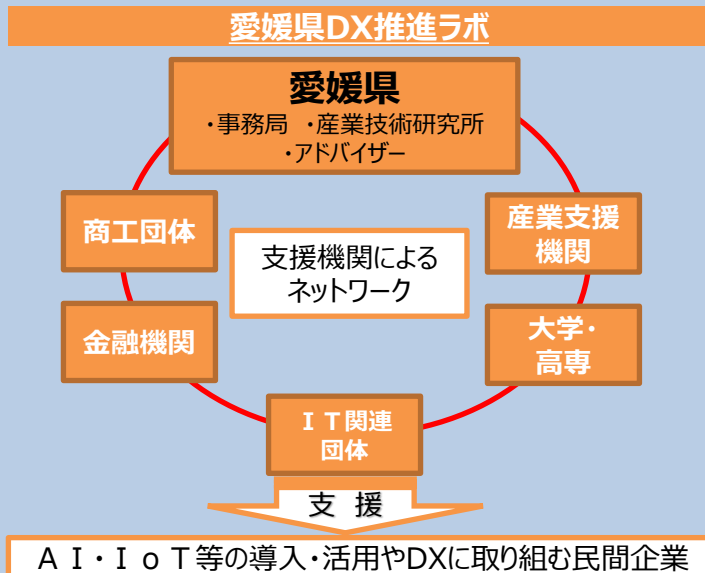 愛媛県DX推進ラボ
愛媛県
・事務局 ・産業技術研究所
・アドバイザー
商工団体
産業支援
機関
支援機関による
ネットワーク
金融機関
大学・
高専
ＩＴ関連
団体
支 援
ＡＩ・ＩｏＴ等の導入・活用やDXに取り組む民間企業